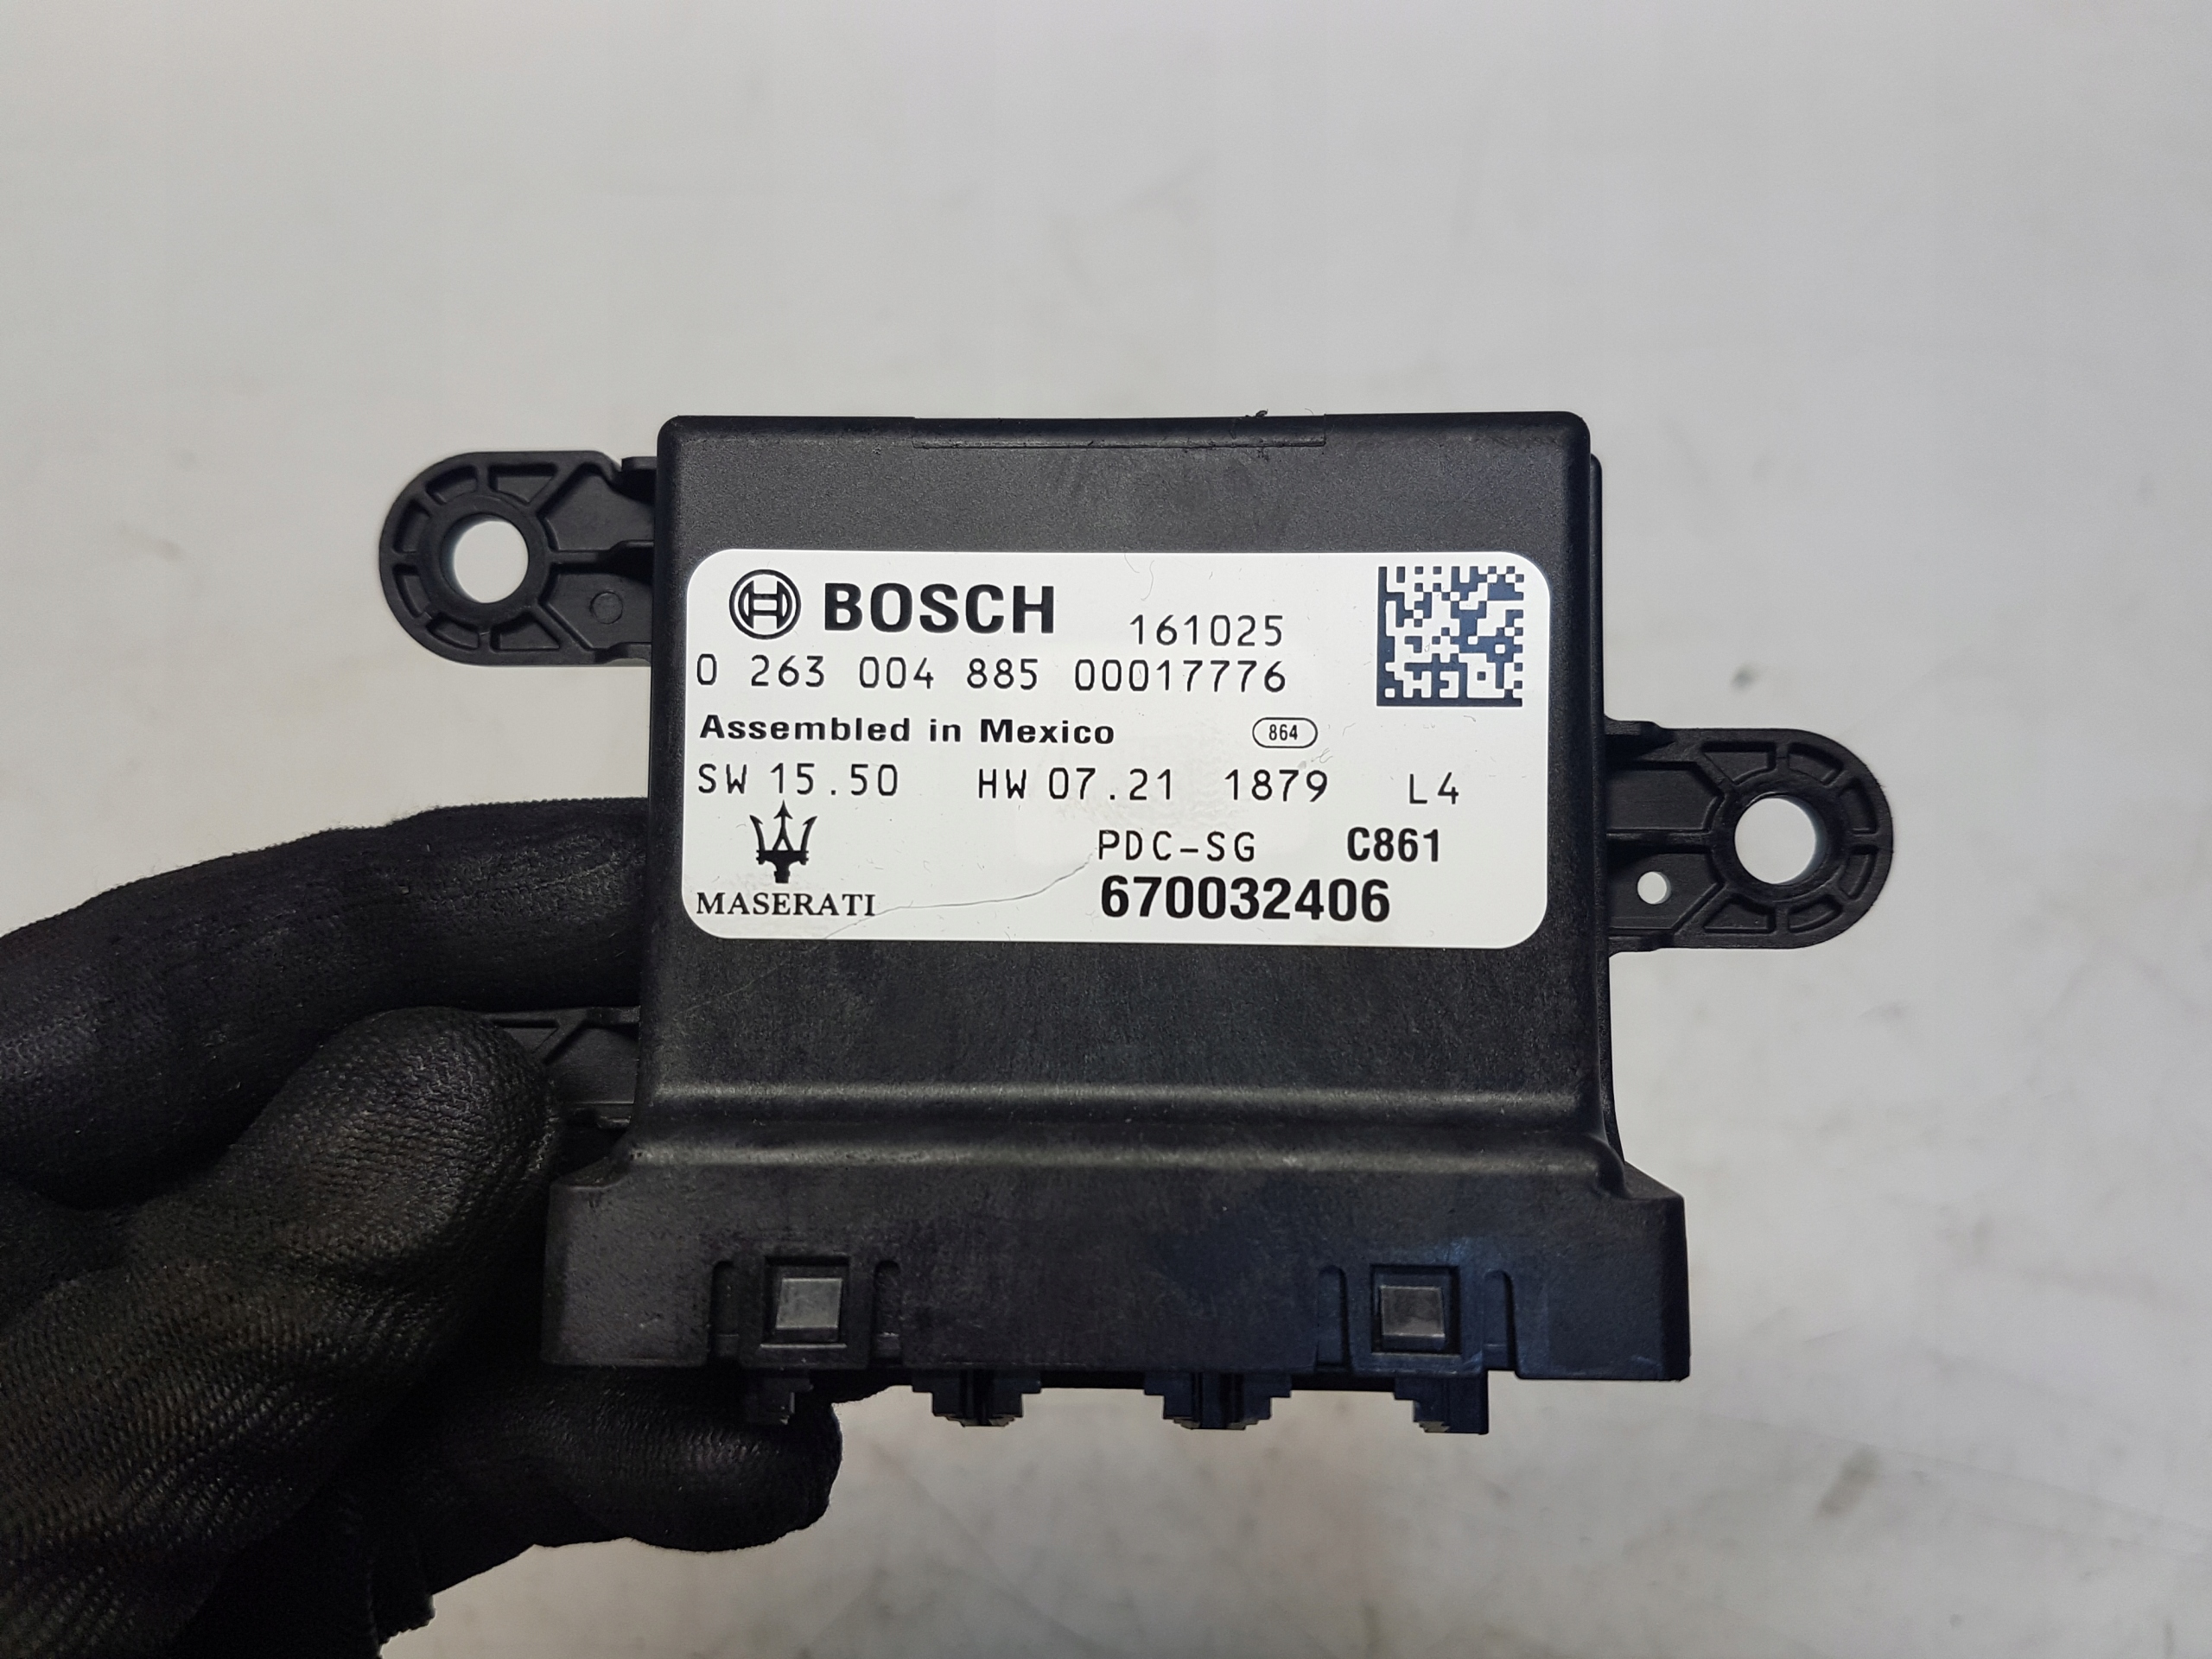 BOSCH 161025
0 263 004 885 00017776
Assembled in Mexico 864
SW 15.50 HW 07.21 1879 L4
PDC-SG C861
MASERATI 670032406